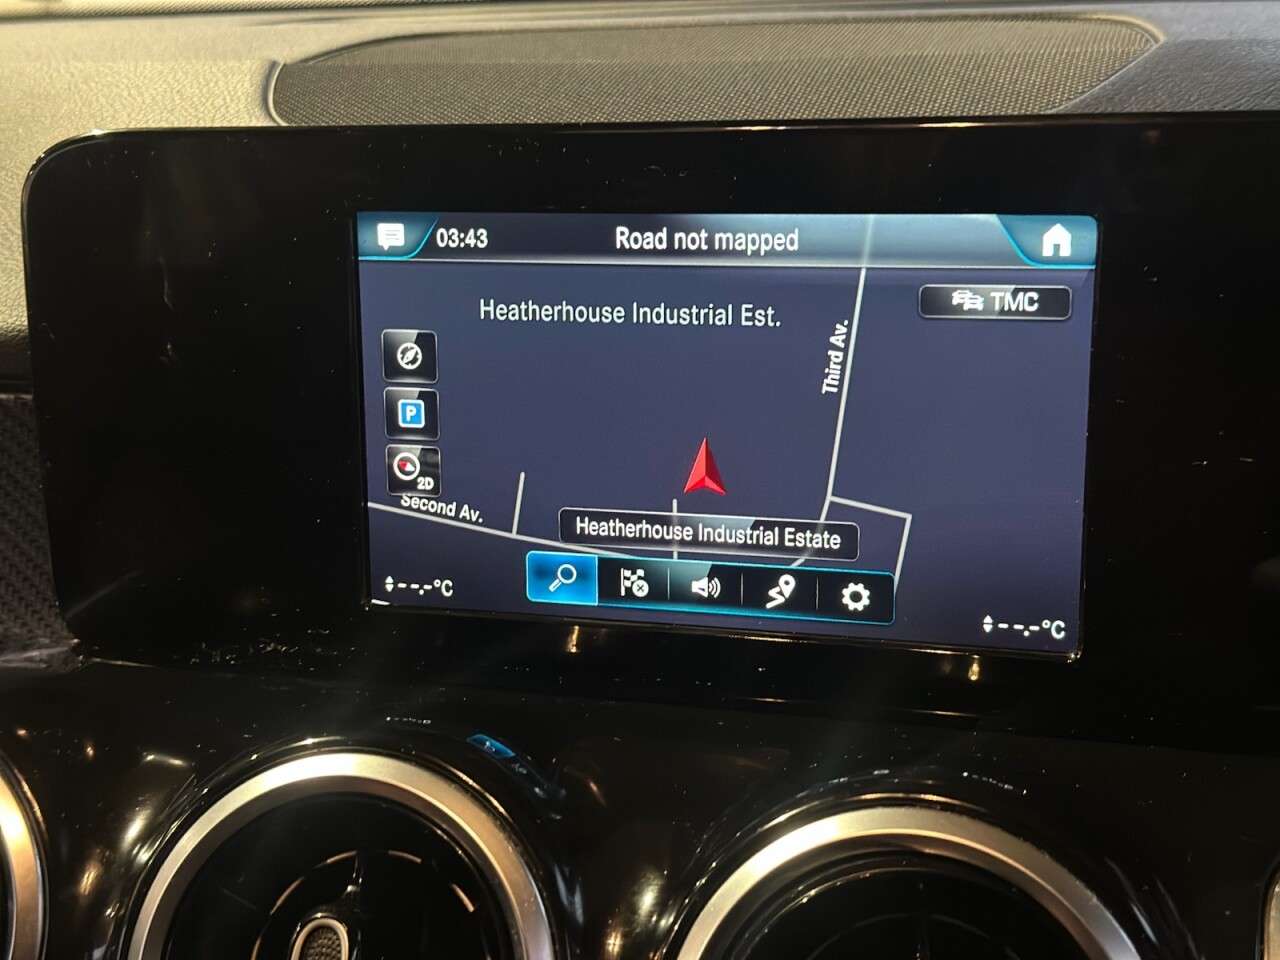 03:43
Road not mapped
Heatherhouse Industrial Est.
TMC
Third Av.
P
2D
Second Av.
Heatherhouse Industrial Estate
--.-°C
--.-°C